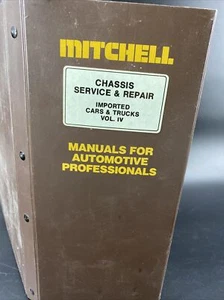 MITCHELL
CHASSIS
SERVICE & REPAIR
IMPORTED
CARS & TRUCKS
VOL. IV
MANUALS FOR
AUTOMOTIVE
PROFESSIONALS